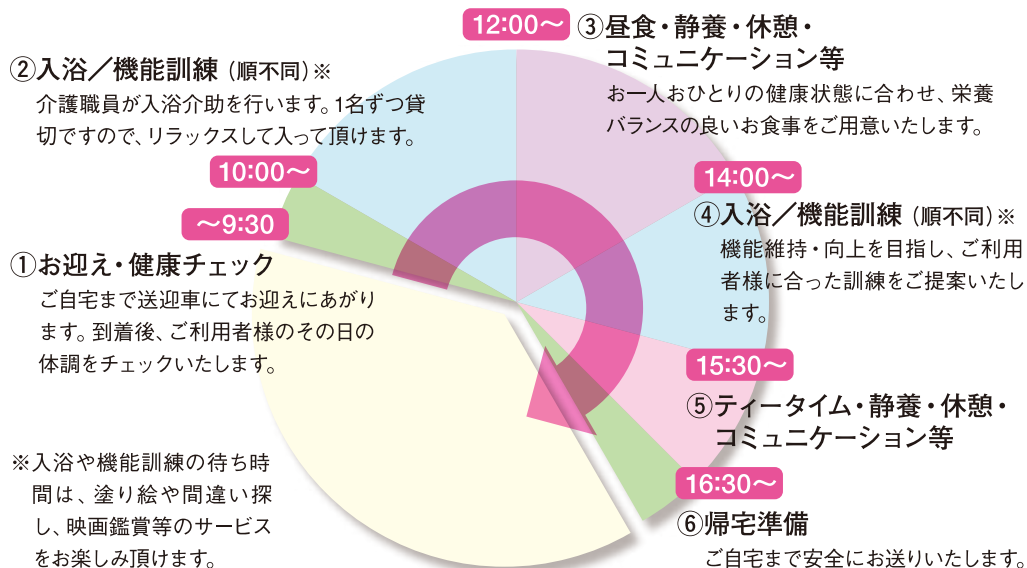 ～9:30
①お迎え・健康チェック
ご自宅まで送迎車にてお迎えにあがり
ます。到着後、ご利用者様のその日の
体調をチェックいたします。
10:00～
②入浴／機能訓練（順不同）※
介護職員が入浴介助を行います。1名ずつ貸
切ですので、リラックスして入って頂けます。
12:00～
③昼食・静養・休憩・
コミュニケーション等
お一人おひとりの健康状態に合わせ、栄養
バランスの良いお食事をご用意いたします。
14:00～
④入浴／機能訓練（順不同）※
機能維持・向上を目指し、ご利用
者様に合った訓練をご提案いたし
ます。
15:30～
⑤ティータイム・静養・休憩・
コミュニケーション等
16:30～
⑥帰宅準備
ご自宅まで安全にお送りいたします。
※入浴や機能訓練の待ち時
間は、塗り絵や間違い探
し、映画鑑賞等のサービス
をお楽しみ頂けます。